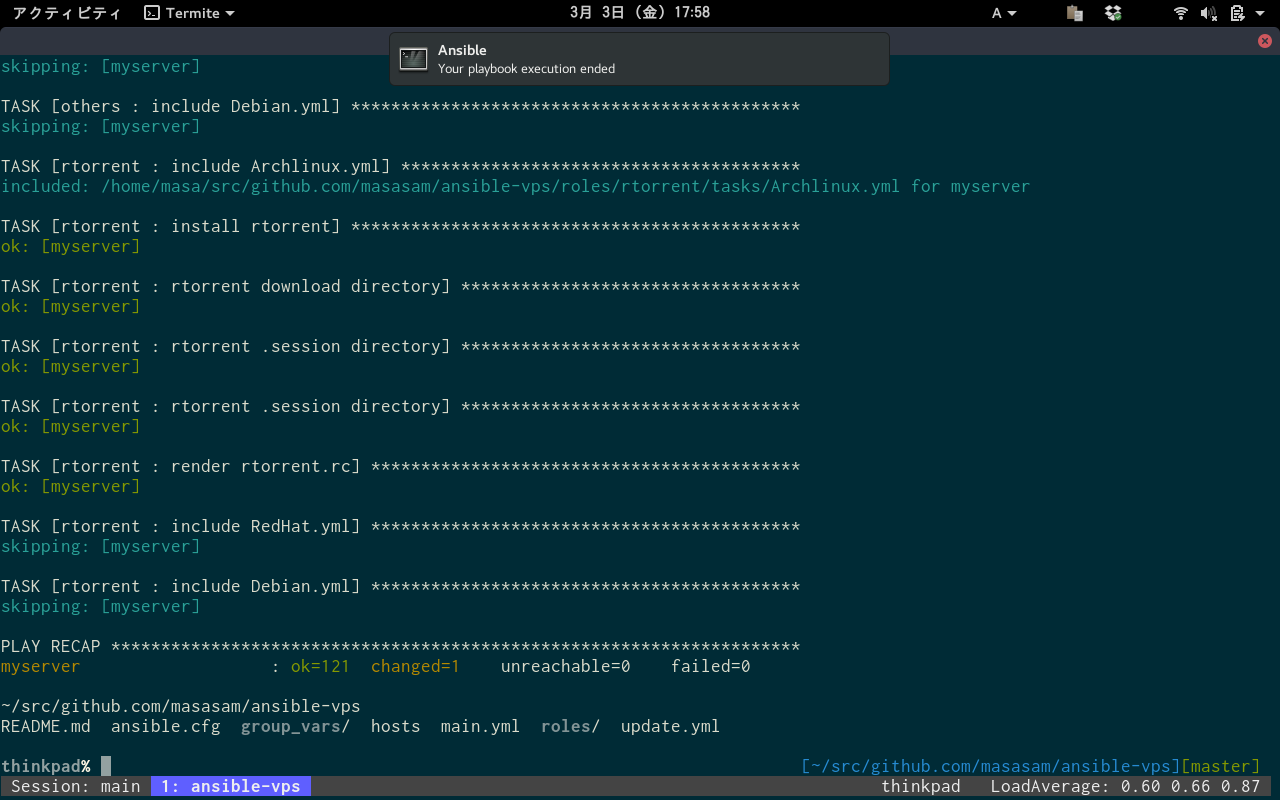 アクティビティ Termite 3月 3日 (金) 17:58 A
Ansible
Your playbook execution ended
skipping: [myserver]
TASK [others : include Debian.yml] *********************************************
skipping: [myserver]
TASK [rtorrent : include Archlinux.yml] ****************************************
included: /home/masa/src/github.com/masasam/ansible-vps/roles/rtorrent/tasks/Archlinux.yml for myserver
TASK [rtorrent : install rtorrent] *********************************************
ok: [myserver]
TASK [rtorrent : rtorrent download directory] **********************************
ok: [myserver]
TASK [rtorrent : rtorrent .session directory] **********************************
ok: [myserver]
TASK [rtorrent : rtorrent .session directory] **********************************
ok: [myserver]
TASK [rtorrent : render rtorrent.rc] *******************************************
ok: [myserver]
TASK [rtorrent : include RedHat.yml] *******************************************
skipping: [myserver]
TASK [rtorrent : include Debian.yml] *******************************************
skipping: [myserver]
PLAY RECAP *********************************************************************
myserver : ok=121 changed=1 unreachable=0 failed=0
~/src/github.com/masasam/ansible-vps
README.md ansible.cfg group_vars/ hosts main.yml roles/ update.yml
thinkpad% [~/src/github.com/masasam/ansible-vps][master]
Session: main 1: ansible-vps thinkpad LoadAverage: 0.60 0.66 0.87